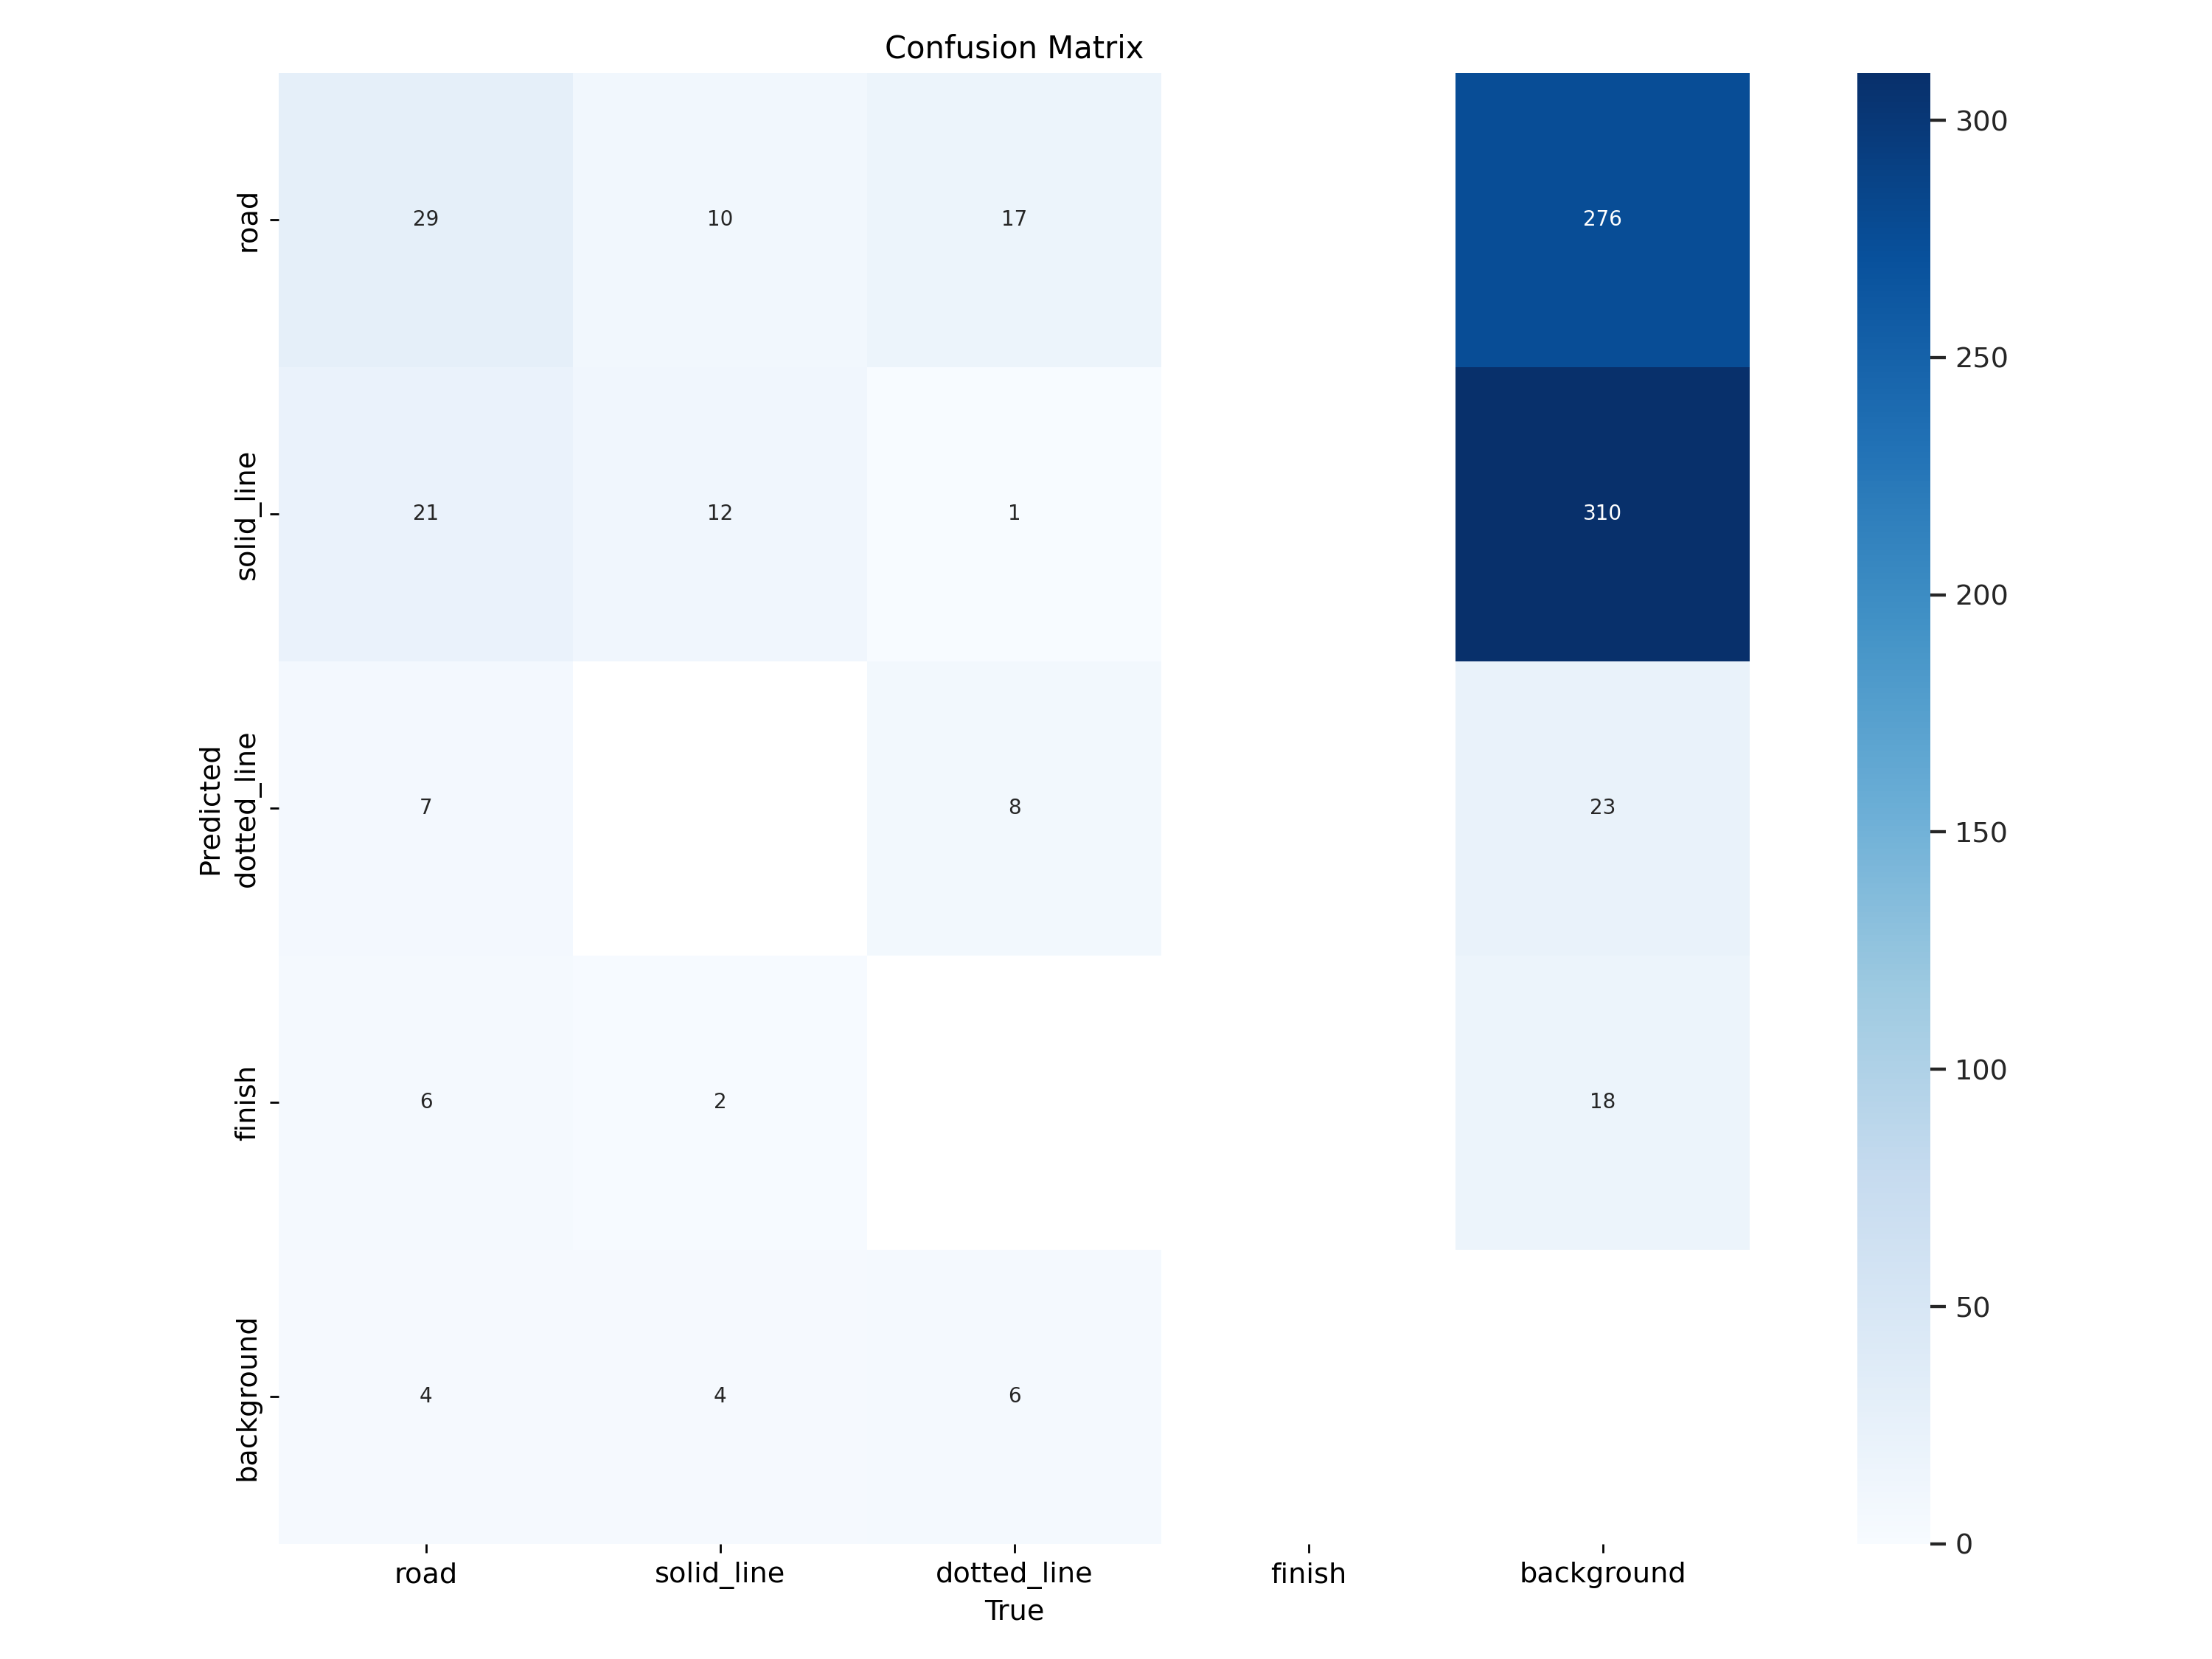 Confusion Matrix
road
29 10 17 276
solid_line
21 12 1 310
dotted_line
7 8 23
finish
6 2 18
background
4 4 6
Predicted
road solid_line dotted_line finish background
True
300
250
200
150
100
50
0